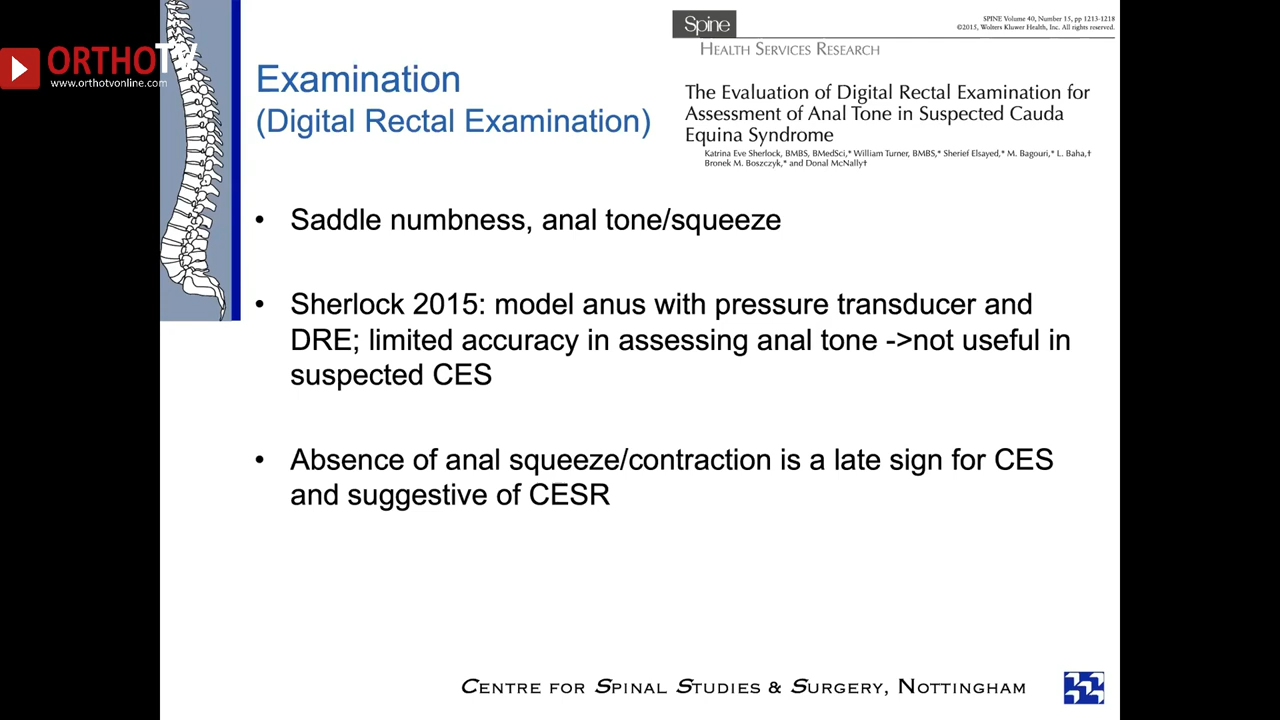 Spine
SPINE Volume 40, Number 15, pp 1213-1218
©2015, Wolters Kluwer Health, Inc. All rights reserved.
HEALTH SERVICES RESEARCH
ORTHOTV
www.orthotvonline.com
Examination
(Digital Rectal Examination)
The Evaluation of Digital Rectal Examination for
Assessment of Anal Tone in Suspected Cauda
Equina Syndrome
Katrina Eve Sherlock, BMBS, BMedSci,* William Turner, BMBS,* Sherief Elsayed,* M. Bagouri,* L. Baha,†
Bronek M. Boszczyk,* and Donal McNally†
• Saddle numbness, anal tone/squeeze
• Sherlock 2015: model anus with pressure transducer and
DRE; limited accuracy in assessing anal tone ->not useful in
suspected CES
• Absence of anal squeeze/contraction is a late sign for CES
and suggestive of CESR
CENTRE FOR SPINAL STUDIES & SURGERY, NOTTINGHAM